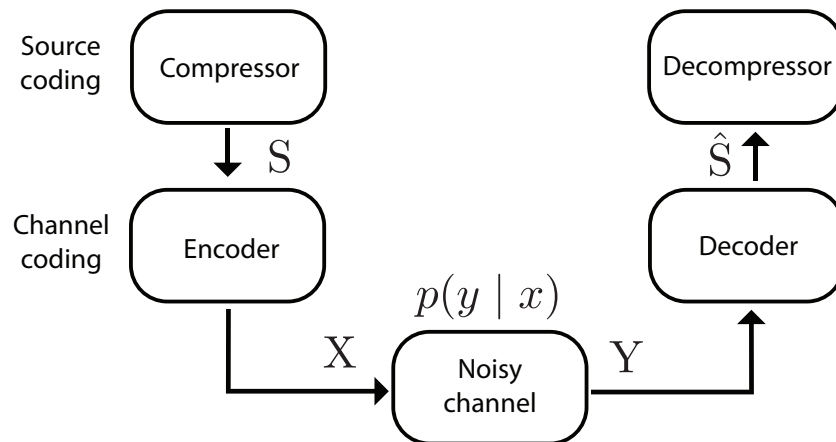 Source
coding
Compressor
Decompressor
S
Ŝ
Channel
coding
Encoder
Decoder
p(y | x)
X
Noisy
channel
Y